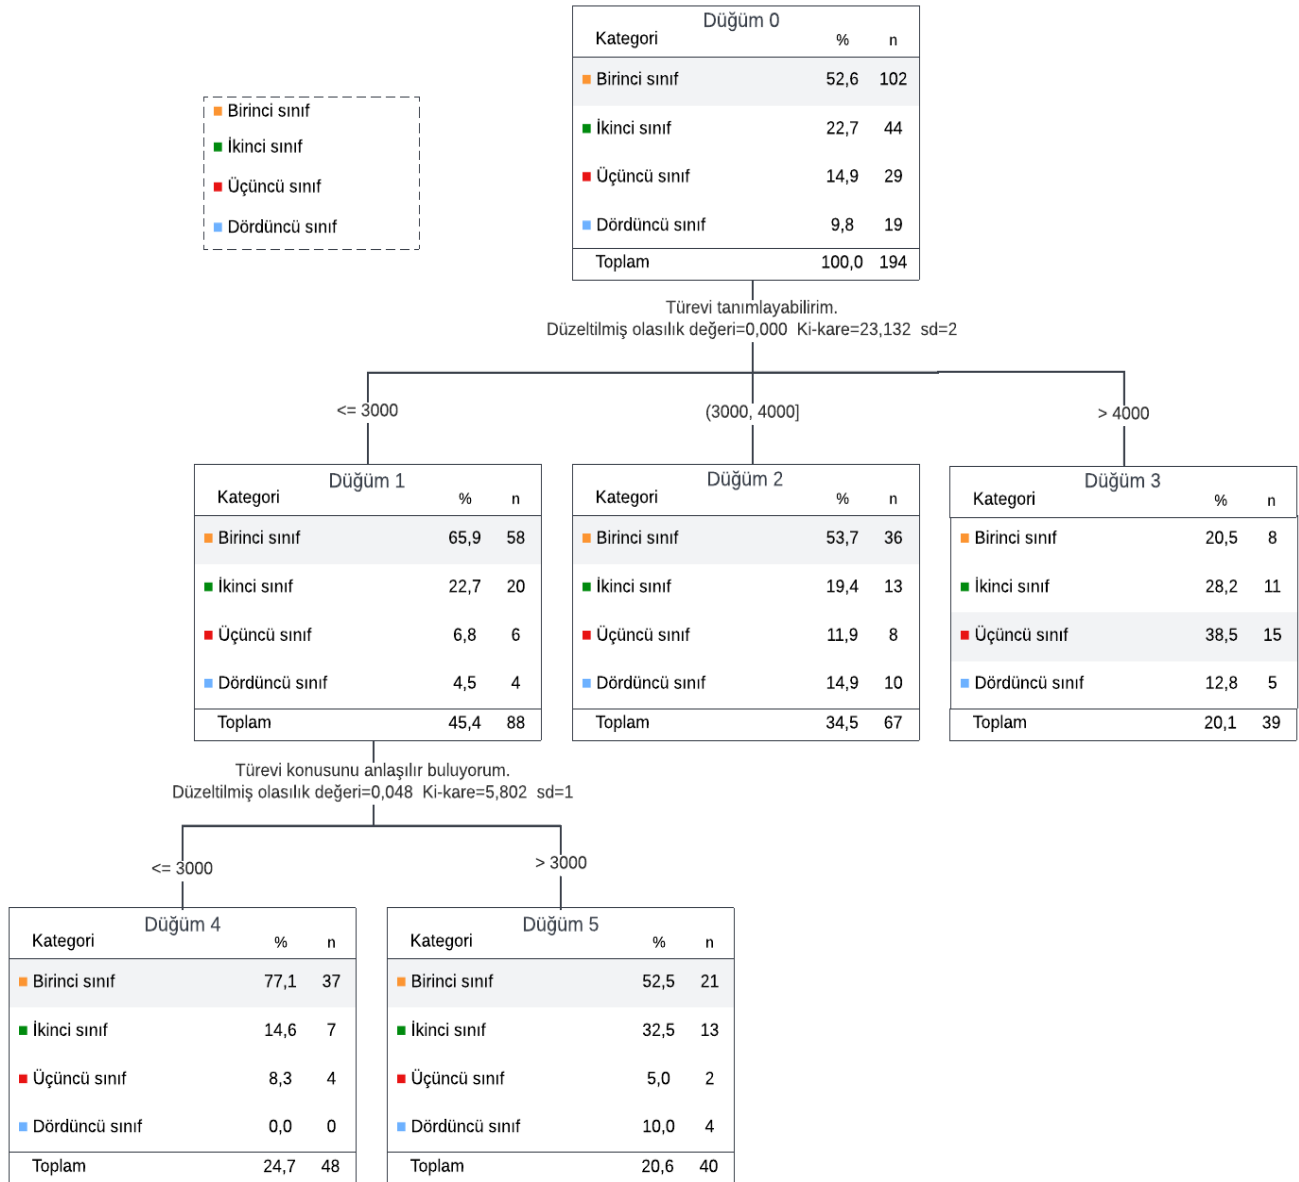 Düğüm 0
Kategori % n
Birinci sınıf 52,6 102
İkinci sınıf 22,7 44
Üçüncü sınıf 14,9 29
Dördüncü sınıf 9,8 19
Toplam 100,0 194
Birinci sınıf
İkinci sınıf
Üçüncü sınıf
Dördüncü sınıf
Türevi tanımlayabilirim.
Düzeltilmiş olasılık değeri=0,000 Ki-kare=23,132 sd=2
<= 3000
(3000, 4000]
> 4000
Düğüm 1
Kategori % n
Birinci sınıf 65,9 58
İkinci sınıf 22,7 20
Üçüncü sınıf 6,8 6
Dördüncü sınıf 4,5 4
Toplam 45,4 88
Düğüm 2
Kategori % n
Birinci sınıf 53,7 36
İkinci sınıf 19,4 13
Üçüncü sınıf 11,9 8
Dördüncü sınıf 14,9 10
Toplam 34,5 67
Düğüm 3
Kategori % n
Birinci sınıf 20,5 8
İkinci sınıf 28,2 11
Üçüncü sınıf 38,5 15
Dördüncü sınıf 12,8 5
Toplam 20,1 39
Türevi konusunu anlaşılır buluyorum.
Düzeltilmiş olasılık değeri=0,048 Ki-kare=5,802 sd=1
<= 3000
> 3000
Düğüm 4
Kategori % n
Birinci sınıf 77,1 37
İkinci sınıf 14,6 7
Üçüncü sınıf 8,3 4
Dördüncü sınıf 0,0 0
Toplam 24,7 48
Düğüm 5
Kategori % n
Birinci sınıf 52,5 21
İkinci sınıf 32,5 13
Üçüncü sınıf 5,0 2
Dördüncü sınıf 10,0 4
Toplam 20,6 40